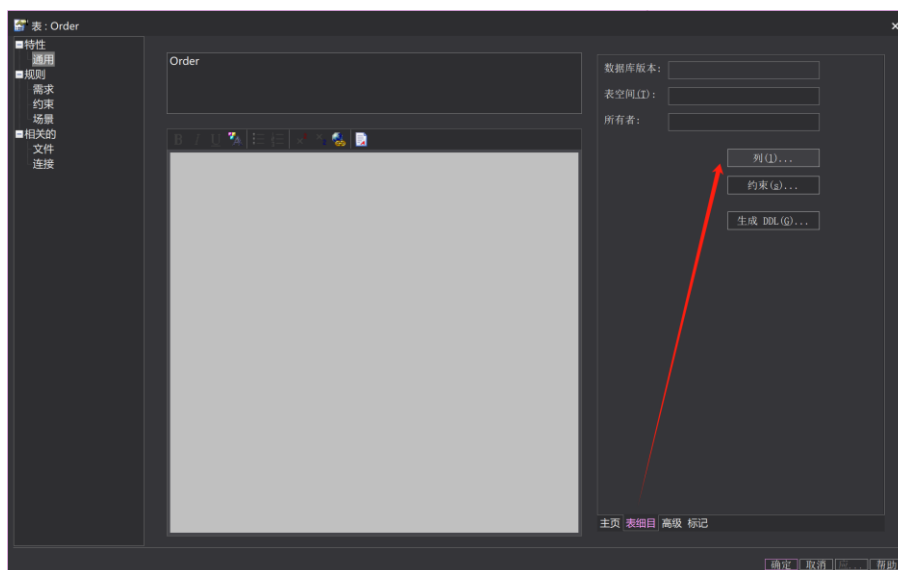 表 : Order
特性
通用
规则
需求
约束
场景
相关的
文件
连接
Order
B I U
数据库版本:
表空间(T):
所有者:
列(l)...
约束(s)...
生成 DDL(G)...
主页 表细目 高级 标记
确定 取消 帮助